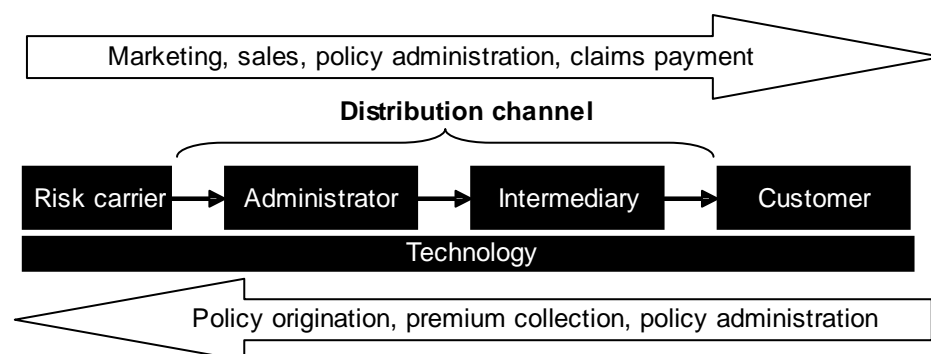 Marketing, sales, policy administration, claims payment
Distribution channel
Risk carrier
Administrator
Intermediary
Customer
Technology
Policy origination, premium collection, policy administration